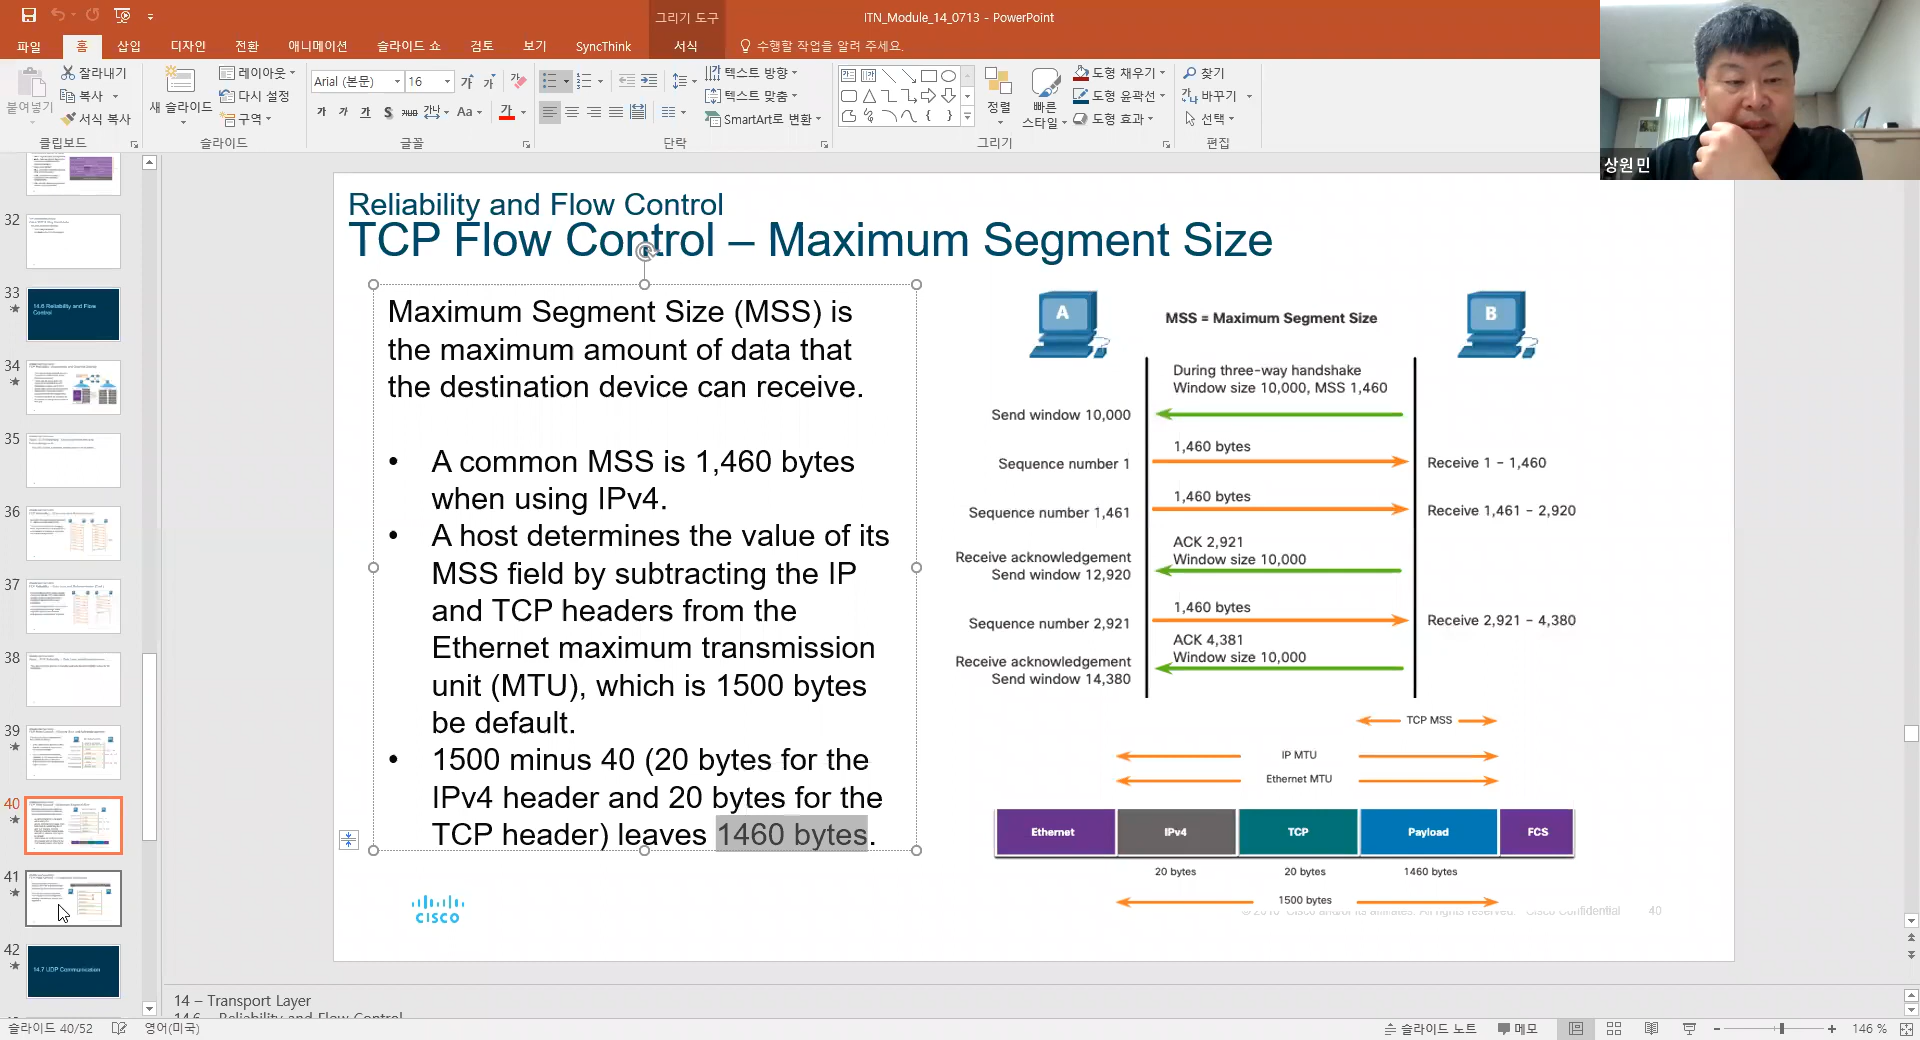 ITN_Module_14_0713 - PowerPoint
그리기 도구
파일
홈
삽입
디자인
전환
애니메이션
슬라이드 쇼
검토
보기
SyncThink
서식
수행할 작업을 알려 주세요.
붙여넣기
잘라내기
복사
서식 복사
클립보드
새 슬라이드
레이아웃
다시 설정
구역
슬라이드
Arial (본문)
16
글꼴
텍스트 방향
텍스트 맞춤
SmartArt로 변환
단락
정렬
빠른 스타일
도형 채우기
도형 윤곽선
도형 효과
그리기
찾기
바꾸기
선택
편집
상원 민
32
33
14.6 Reliability and Flow
Control
34
35
36
37
38
39
40
41
42
14.7 UDP Communication
Reliability and Flow Control
TCP Flow Control – Maximum Segment Size
Maximum Segment Size (MSS) is
the maximum amount of data that
the destination device can receive.
• A common MSS is 1,460 bytes
when using IPv4.
• A host determines the value of its
MSS field by subtracting the IP
and TCP headers from the
Ethernet maximum transmission
unit (MTU), which is 1500 bytes
be default.
• 1500 minus 40 (20 bytes for the
IPv4 header and 20 bytes for the
TCP header) leaves 1460 bytes.
A
MSS = Maximum Segment Size
B
During three-way handshake
Window size 10,000, MSS 1,460
Send window 10,000
1,460 bytes
Sequence number 1
Receive 1 - 1,460
1,460 bytes
Sequence number 1,461
Receive 1,461 - 2,920
ACK 2,921
Window size 10,000
Receive acknowledgement
Send window 12,920
1,460 bytes
Sequence number 2,921
Receive 2,921 - 4,380
ACK 4,381
Window size 10,000
Receive acknowledgement
Send window 14,380
TCP MSS
IP MTU
Ethernet MTU
Ethernet
IPv4
TCP
Payload
FCS
20 bytes
20 bytes
1460 bytes
1500 bytes
CISCO
Cisco and/or its affiliates. All rights reserved. Cisco Confidential
40
14 – Transport Layer
14.6 – Reliability and Flow Control
슬라이드 40/52
영어(미국)
슬라이드 노트
메모
146 %